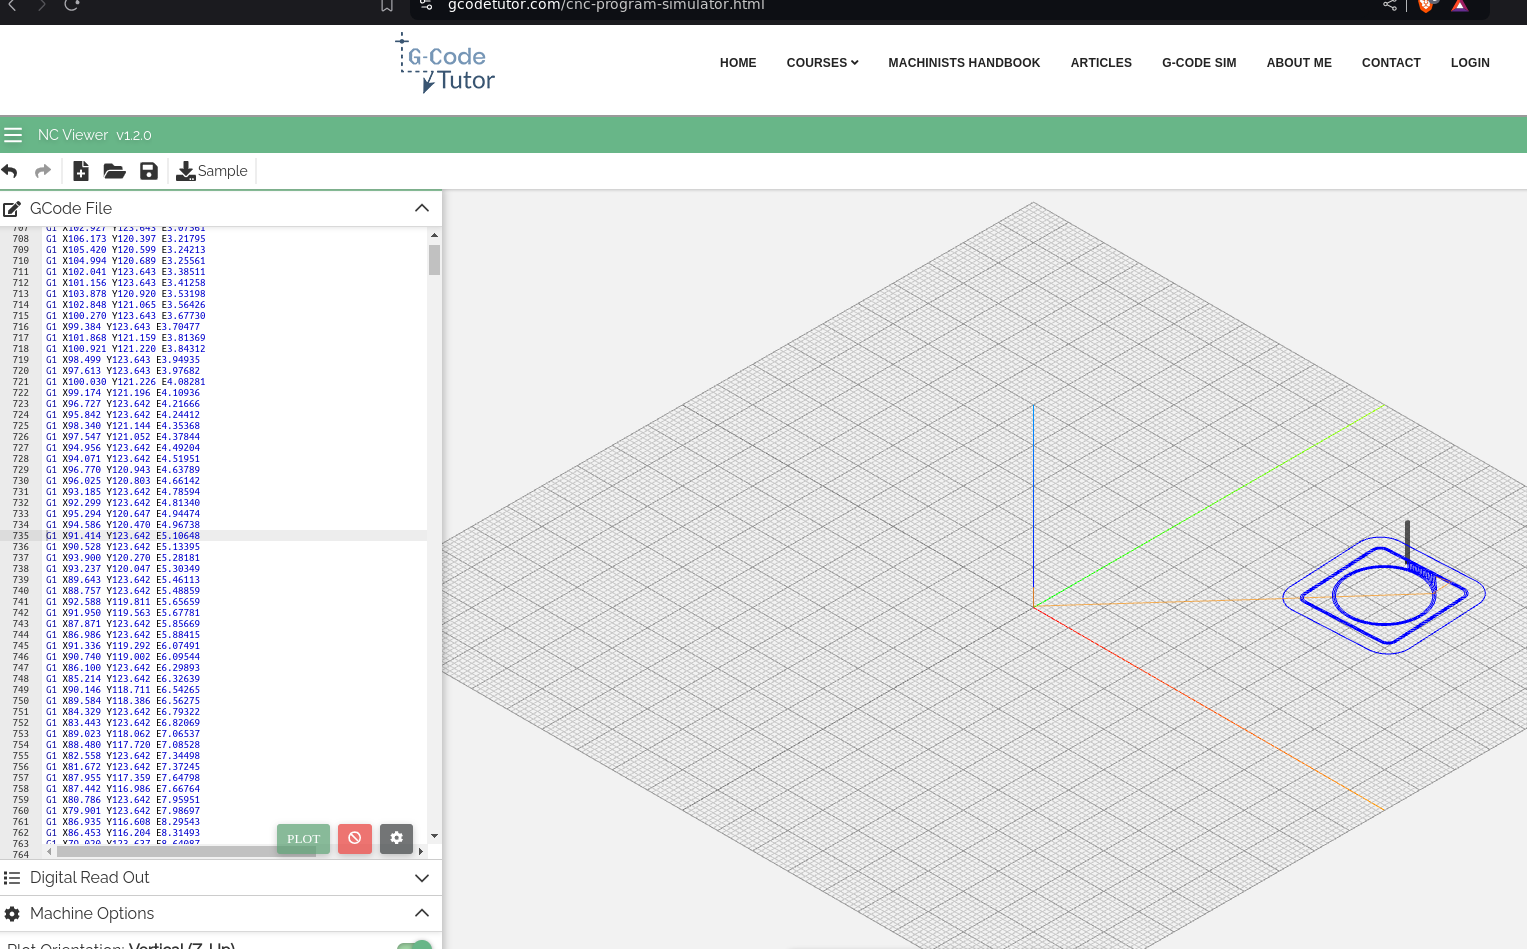 gcodetutor.com/cnc-program-simulator.html
G-Code
Tutor
HOME COURSES MACHINISTS HANDBOOK ARTICLES G-CODE SIM ABOUT ME CONTACT LOGIN
NC Viewer v1.2.0
Sample
GCode File
707 G1 X102.927 Y123.643 E3.07561
708 G1 X106.173 Y120.397 E3.21795
709 G1 X105.420 Y120.599 E3.24213
710 G1 X104.994 Y120.689 E3.25561
711 G1 X102.041 Y123.643 E3.38511
712 G1 X101.156 Y123.643 E3.41258
713 G1 X103.878 Y120.920 E3.53198
714 G1 X102.848 Y121.065 E3.56426
715 G1 X100.270 Y123.643 E3.67730
716 G1 X99.384 Y123.643 E3.70477
717 G1 X101.868 Y121.159 E3.81369
718 G1 X100.921 Y121.220 E3.84312
719 G1 X98.499 Y123.643 E3.94935
720 G1 X97.613 Y123.643 E3.97682
721 G1 X100.030 Y121.226 E4.08281
722 G1 X99.174 Y121.196 E4.10936
723 G1 X96.727 Y123.642 E4.21666
724 G1 X95.842 Y123.642 E4.24412
725 G1 X98.340 Y121.144 E4.35368
726 G1 X97.547 Y121.052 E4.37844
727 G1 X94.956 Y123.642 E4.49204
728 G1 X94.071 Y123.642 E4.51951
729 G1 X96.770 Y120.943 E4.63789
730 G1 X96.025 Y120.803 E4.66142
731 G1 X93.185 Y123.642 E4.78594
732 G1 X92.299 Y123.642 E4.81340
733 G1 X95.294 Y120.647 E4.94474
734 G1 X94.586 Y120.470 E4.96738
735 G1 X91.414 Y123.642 E5.10648
736 G1 X90.528 Y123.642 E5.13395
737 G1 X93.900 Y120.270 E5.28181
738 G1 X93.237 Y120.047 E5.30349
739 G1 X89.643 Y123.642 E5.46113
740 G1 X88.757 Y123.642 E5.48859
741 G1 X92.588 Y119.811 E5.65659
742 G1 X91.950 Y119.563 E5.67781
743 G1 X87.871 Y123.642 E5.85669
744 G1 X86.986 Y123.642 E5.88415
745 G1 X91.336 Y119.292 E6.07491
746 G1 X90.740 Y119.002 E6.09544
747 G1 X86.100 Y123.642 E6.29893
748 G1 X85.214 Y123.642 E6.32639
749 G1 X90.146 Y118.711 E6.54265
750 G1 X89.584 Y118.386 E6.56275
751 G1 X84.329 Y123.642 E6.79322
752 G1 X83.443 Y123.642 E6.82069
753 G1 X89.023 Y118.062 E7.06537
754 G1 X88.480 Y117.720 E7.08528
755 G1 X82.558 Y123.642 E7.34498
756 G1 X81.672 Y123.642 E7.37245
757 G1 X87.955 Y117.359 E7.64798
758 G1 X87.442 Y116.986 E7.66764
759 G1 X80.786 Y123.642 E7.95951
760 G1 X79.901 Y123.642 E7.98697
761 G1 X86.935 Y116.608 E8.29543
762 G1 X86.453 Y116.204 E8.31493
763 G1 X79.020 Y123.637 E8.64087
764
PLOT
Digital Read Out
Machine Options
Plot Orientation: Vertical (Z-Up)